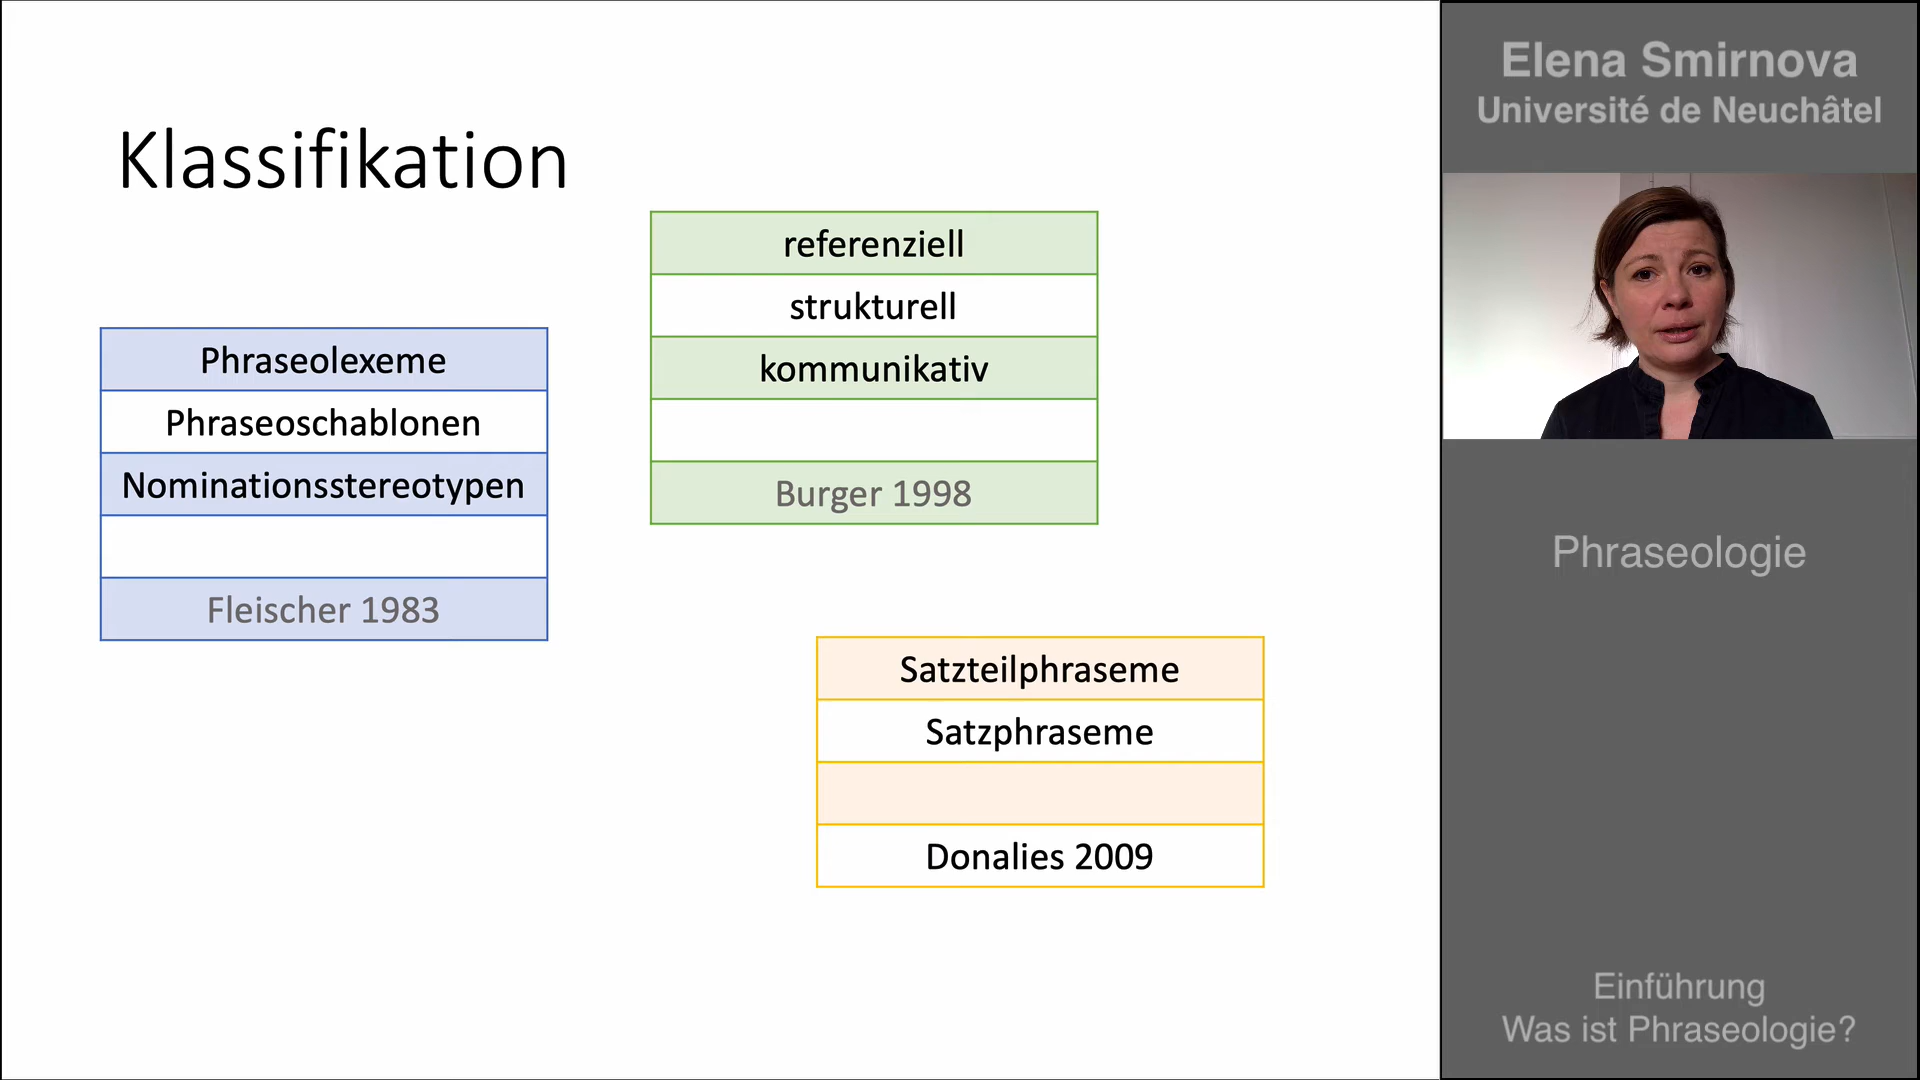 Klassifikation
Phraseolexeme
Phraseoschablonen
Nominationsstereotypen
Fleischer 1983
referenziell
strukturell
kommunikativ
Burger 1998
Satzteilphraseme
Satzphraseme
Donalies 2009
Elena Smirnova
Université de Neuchâtel
Phraseologie
Einführung
Was ist Phraseologie?